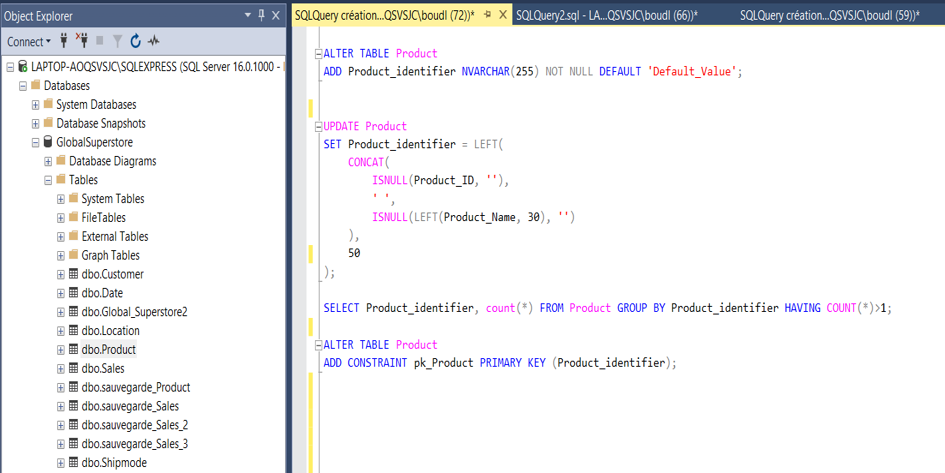 Object Explorer
Connect
LAPTOP-AOQSVSJC\SQLEXPRESS (SQL Server 16.0.1000 -
Databases
System Databases
Database Snapshots
GlobalSuperstore
Database Diagrams
Tables
System Tables
FileTables
External Tables
Graph Tables
dbo.Customer
dbo.Date
dbo.Global_Superstore2
dbo.Location
dbo.Product
dbo.Sales
dbo.sauvegarde_Product
dbo.sauvegarde_Sales
dbo.sauvegarde_Sales_2
dbo.sauvegarde_Sales_3
dbo.Shipmode
SQLQuery création...QSVSJC\boudl (72))*
SQLQuery2.sql - LA...QSVSJC\boudl (66))*
SQLQuery création...QSVSJC\boudl (59))*
ALTER TABLE Product
ADD Product_identifier NVARCHAR(255) NOT NULL DEFAULT 'Default_Value';
UPDATE Product
SET Product_identifier = LEFT(
CONCAT(
ISNULL(Product_ID, ''),
' ',
ISNULL(LEFT(Product_Name, 30), '')
),
50
);
SELECT Product_identifier, count(*) FROM Product GROUP BY Product_identifier HAVING COUNT(*)>1;
ALTER TABLE Product
ADD CONSTRAINT pk_Product PRIMARY KEY (Product_identifier);